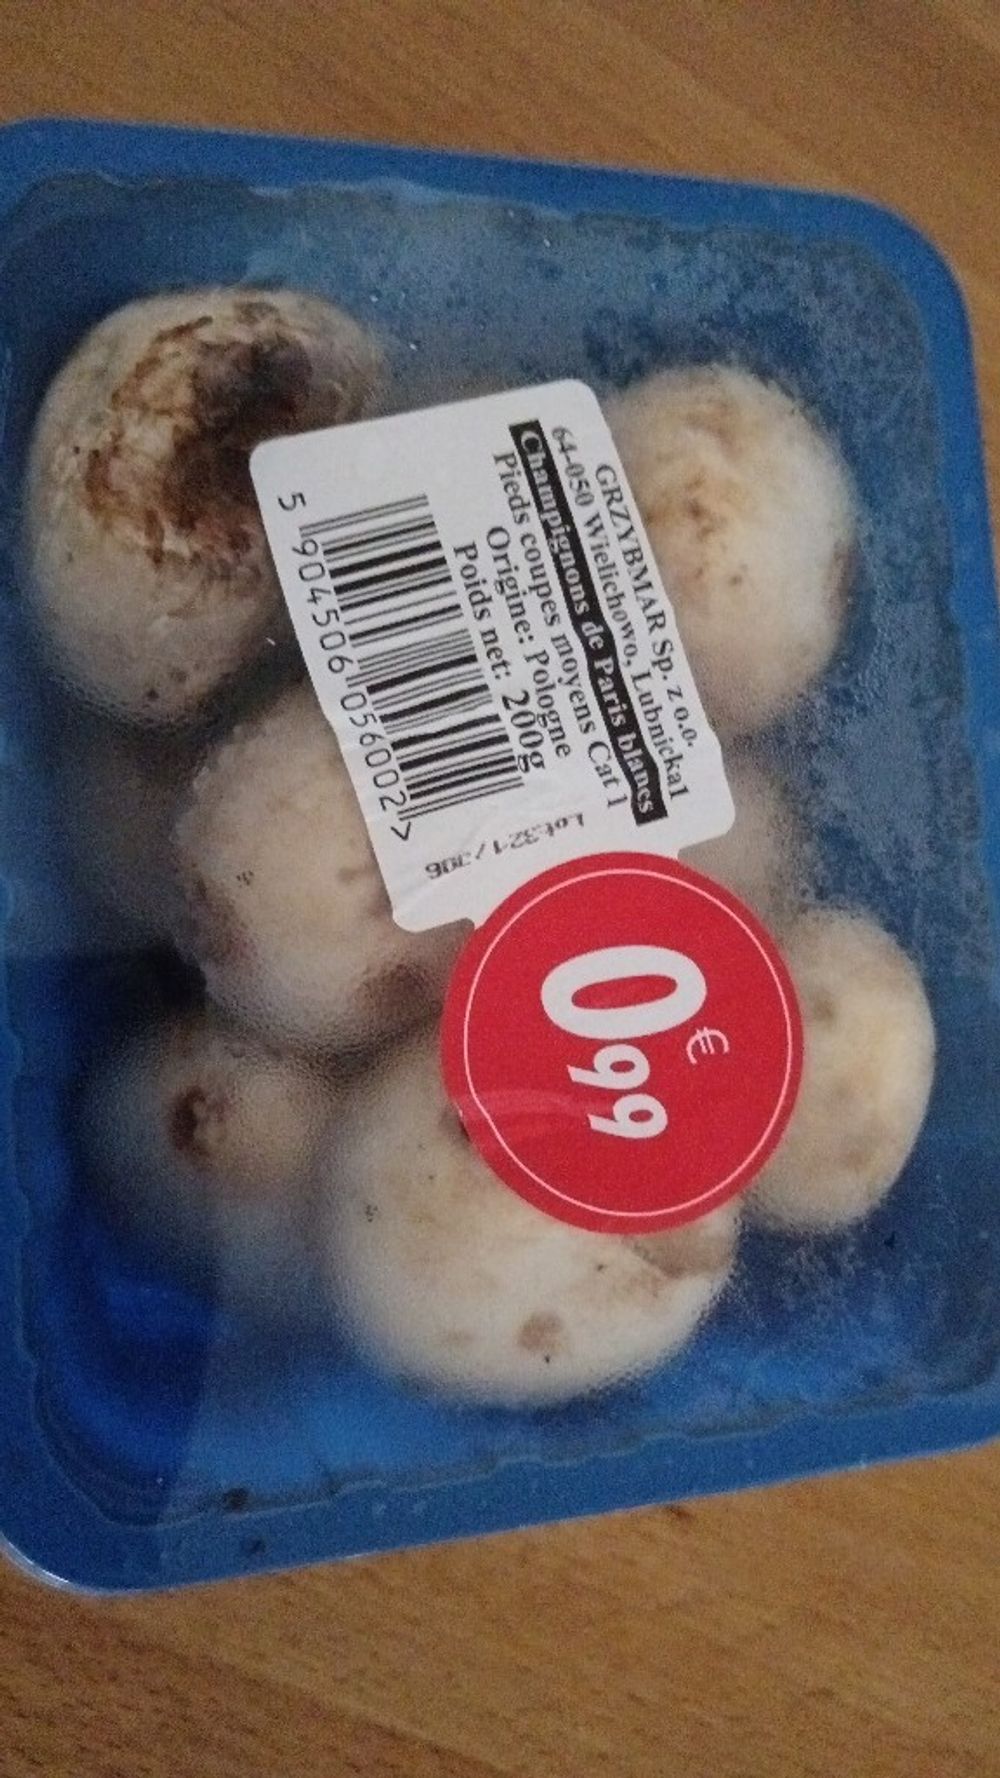 GRZYBMAR Sp. z o.o.
64-050 Wielichowo, Lubnicka1
Champignons de Paris blancs
Pieds coupes moyens Cat 1
Origine: Pologne
Poids net: 200g
5 904506 056002 >
Lot:321/306
0€99